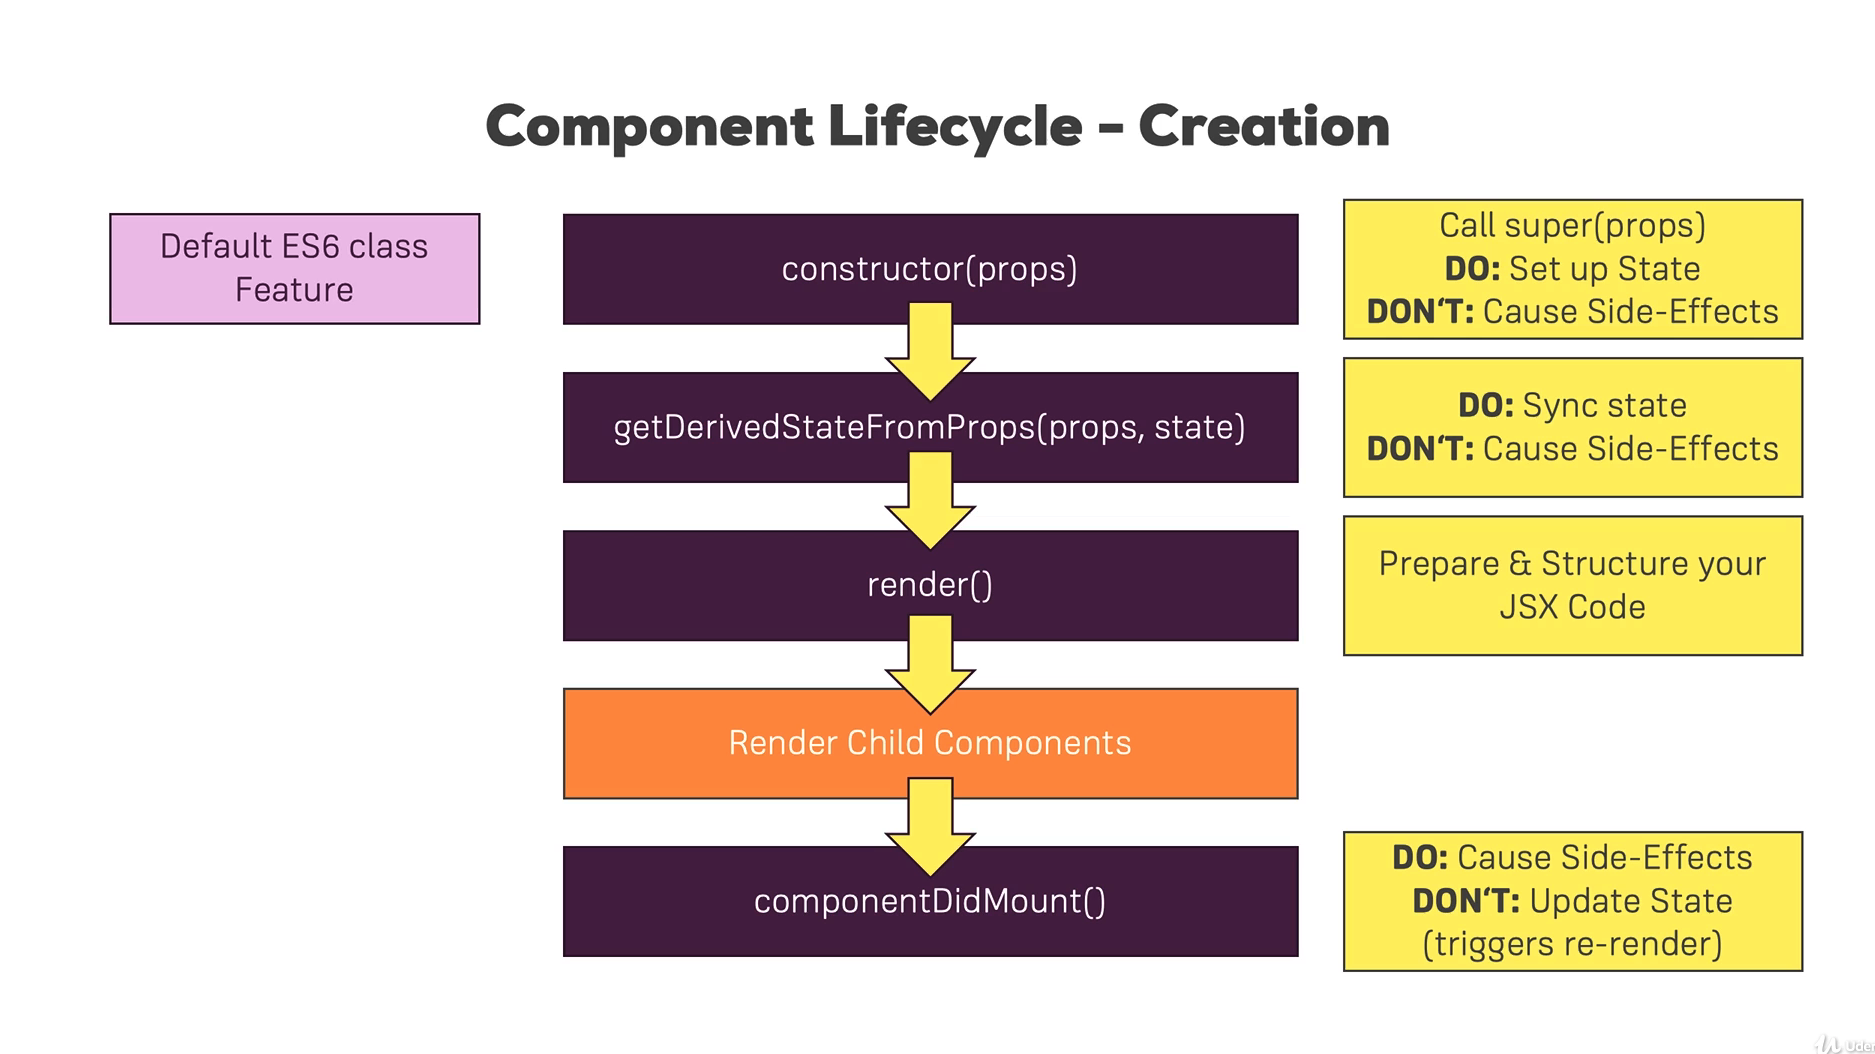 Component Lifecycle - Creation
Default ES6 class
Feature
constructor(props)
Call super(props)
DO: Set up State
DON‘T: Cause Side-Effects
getDerivedStateFromProps(props, state)
DO: Sync state
DON‘T: Cause Side-Effects
render()
Prepare & Structure your
JSX Code
Render Child Components
componentDidMount()
DO: Cause Side-Effects
DON‘T: Update State
(triggers re-render)